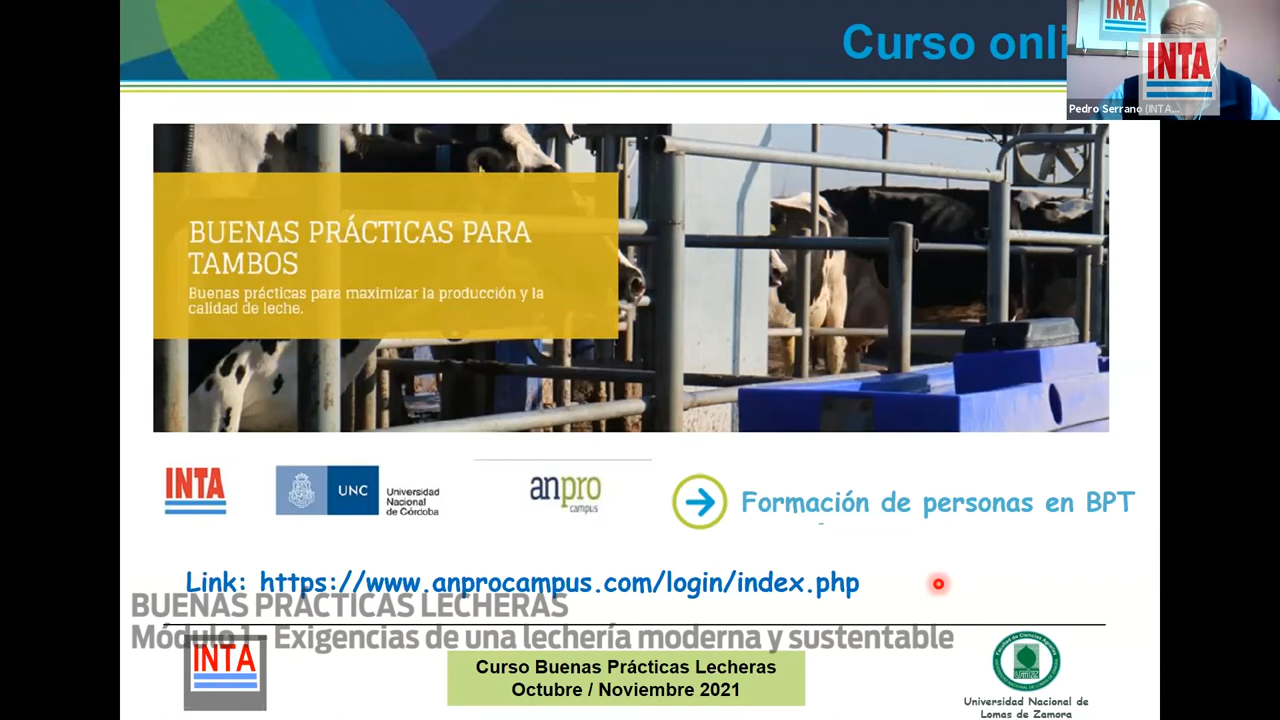 Curso onli
INTA
INTA
Pedro Serrano (INTA...
BUENAS PRÁCTICAS PARA
TAMBOS
Buenas prácticas para maximizar la producción y la
calidad de leche.
INTA
UNC
Universidad
Nacional
de Córdoba
anpro
campus
Formación de personas en BPT
Link: https://www.anprocampus.com/login/index.php
BUENAS PRÁCTICAS LECHERAS
Módulo 1: Exigencias de una lechería moderna y sustentable
INTA
Curso Buenas Prácticas Lecheras
Octubre / Noviembre 2021
Universidad Nacional de
Lomas de Zamora